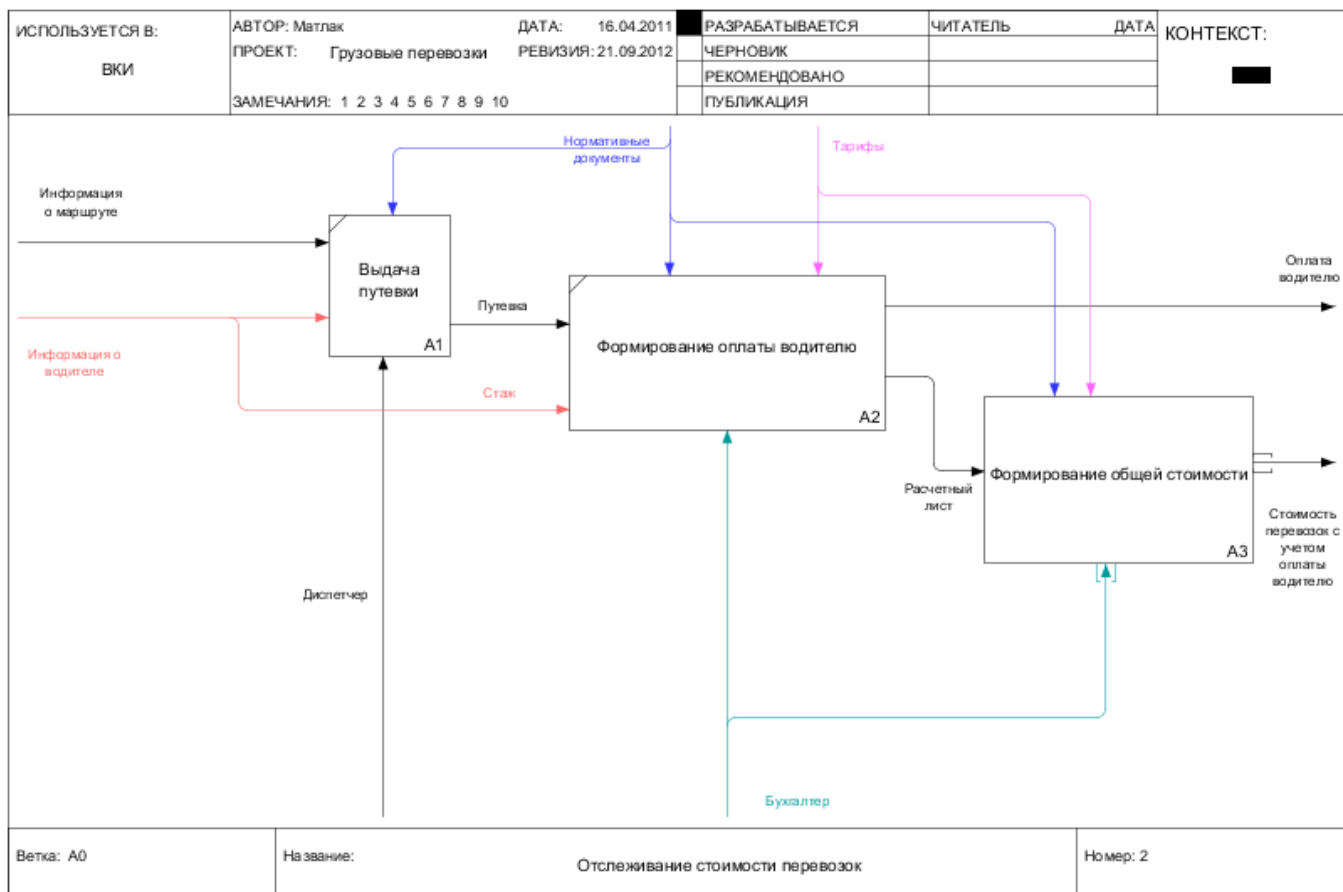 ИСПОЛЬЗУЕТСЯ В:
ВКИ
АВТОР: Матлак
ДАТА: 16.04.2011
ПРОЕКТ: Грузовые перевозки
РЕВИЗИЯ: 21.09.2012
ЗАМЕЧАНИЯ: 1 2 3 4 5 6 7 8 9 10
РАЗРАБАТЫВАЕТСЯ
ЧЕРНОВИК
РЕКОМЕНДОВАНО
ПУБЛИКАЦИЯ
ЧИТАТЕЛЬ
ДАТА
КОНТЕКСТ:
Нормативные
документы
Тарифы
Информация
о маршруте
Выдача
путевки
A1
Информация о
водителе
Путевка
Стаж
Формирование оплаты водителю
A2
Оплата
водителю
Расчетный
лист
Формирование общей стоимости
A3
Стоимость
перевозок с
учетом
оплаты
водителю
Диспетчер
Бухгалтер
Ветка: A0
Название:
Отслеживание стоимости перевозок
Номер: 2